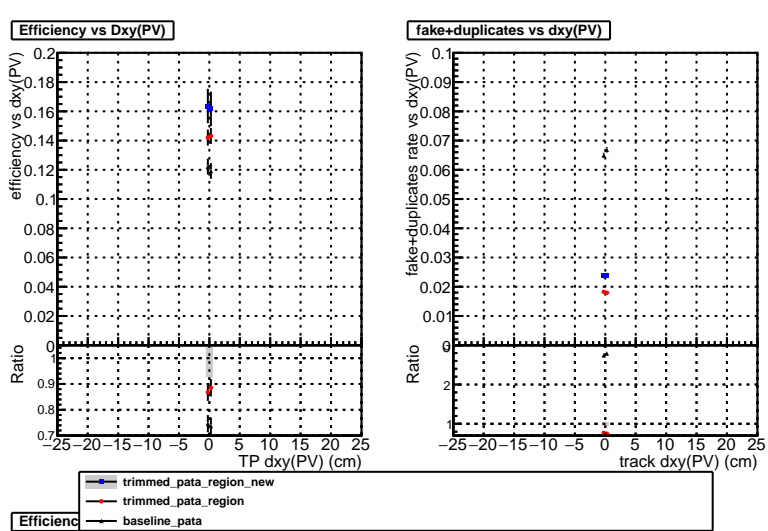 Efficiency vs Dxy(PV)
efficiency vs dxy(PV)
0.2
0.18
0.16
0.14
0.12
0.1
0.08
0.06
0.04
0.02
0
Ratio
1
0.9
0.8
0.7
−25 −20 −15 −10 −5 0 5 10 15 20 25
TP dxy(PV) (cm)
fake+duplicates vs dxy(PV)
fake+duplicates rate vs dxy(PV)
0.1
0.09
0.08
0.07
0.06
0.05
0.04
0.03
0.02
0.01
0
Ratio
2
1
−25 −20 −15 −10 −5 0 5 10 15 20 25
track dxy(PV) (cm)
trimmed_pata_region_new
trimmed_pata_region
baseline_pata
Efficienc